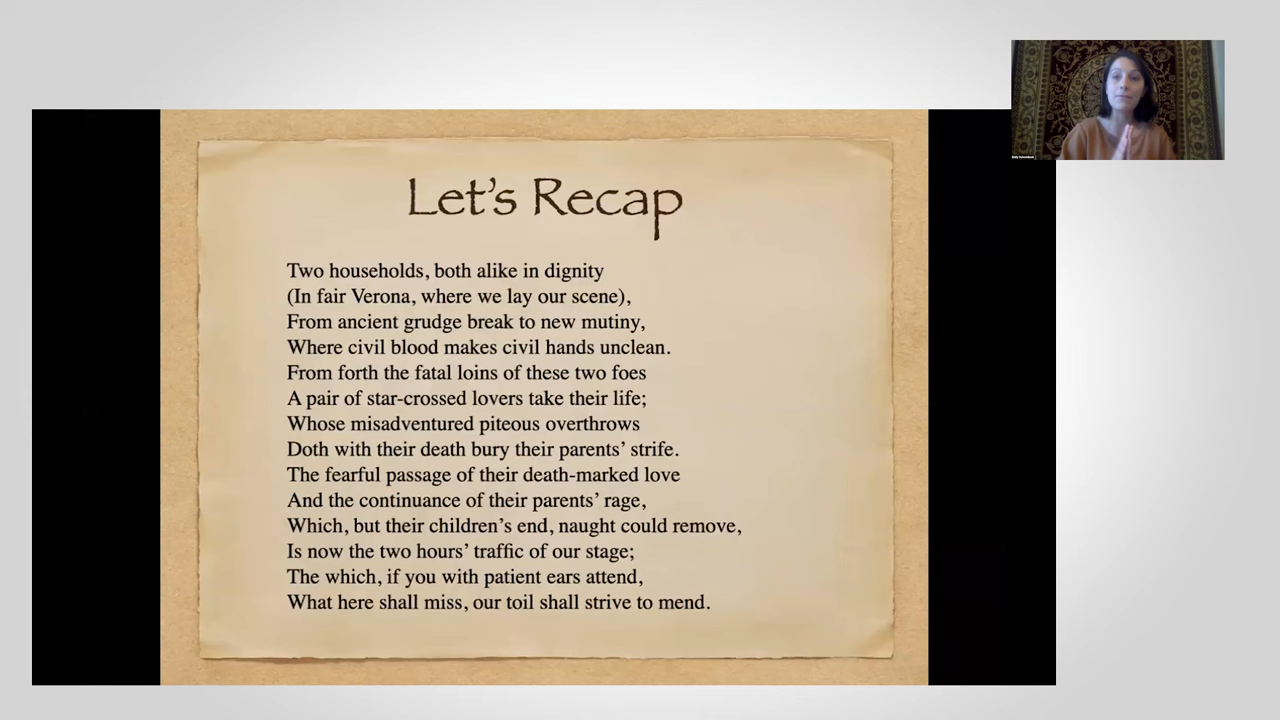 Let's Recap
Two households, both alike in dignity
(In fair Verona, where we lay our scene),
From ancient grudge break to new mutiny,
Where civil blood makes civil hands unclean.
From forth the fatal loins of these two foes
A pair of star-crossed lovers take their life;
Whose misadventured piteous overthrows
Doth with their death bury their parents' strife.
The fearful passage of their death-marked love
And the continuance of their parents' rage,
Which, but their children's end, naught could remove,
Is now the two hours' traffic of our stage;
The which, if you with patient ears attend,
What here shall miss, our toil shall strive to mend.